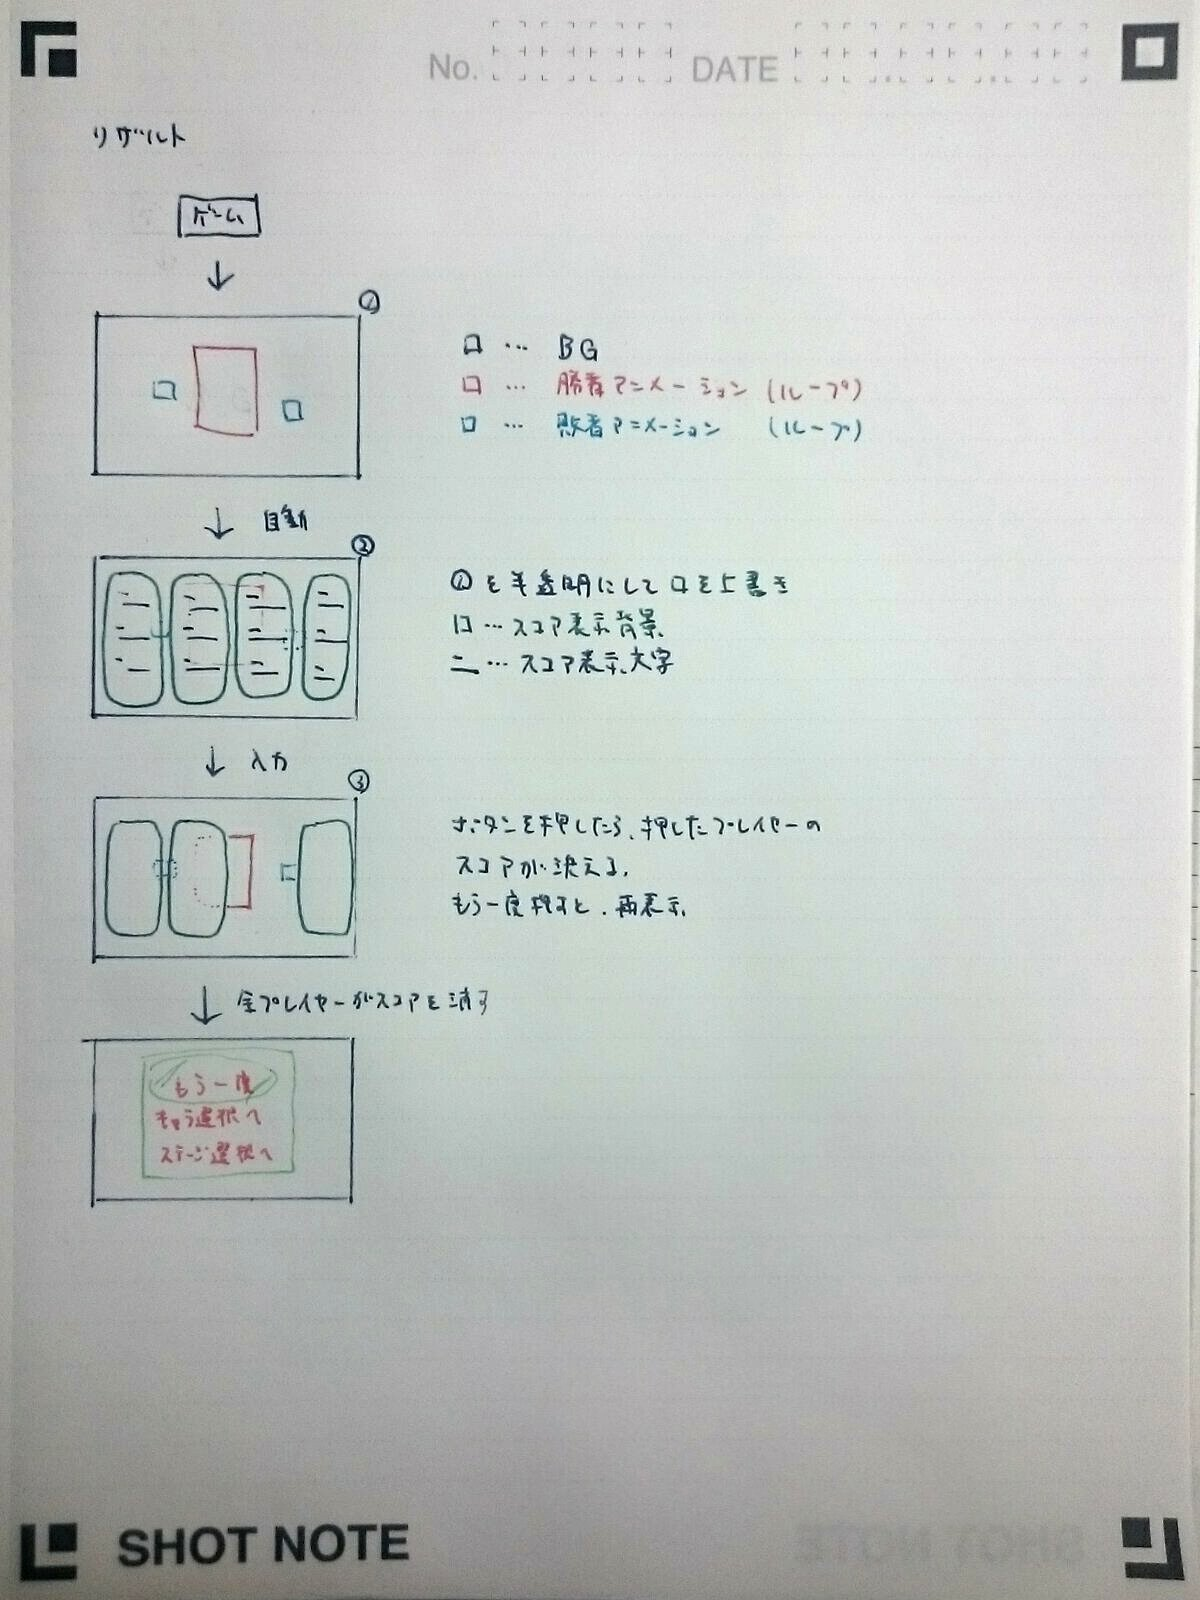 No. DATE
リザルト
ゲーム
①
□ … BG
□ … 勝者アニメーション (ループ)
□ … 敗者アニメーション (ループ)
自動
②
①を半透明にして口を上書き
□ … スコア表示背景
二 … スコア表示文字
入力
③
ボタンを押したら、押したプレイヤーの
スコアが消える。
もう一度押すと、再表示
全プレイヤーがスコアを消す
もう一度
キャラ選択へ
ステージ選択へ
SHOT NOTE